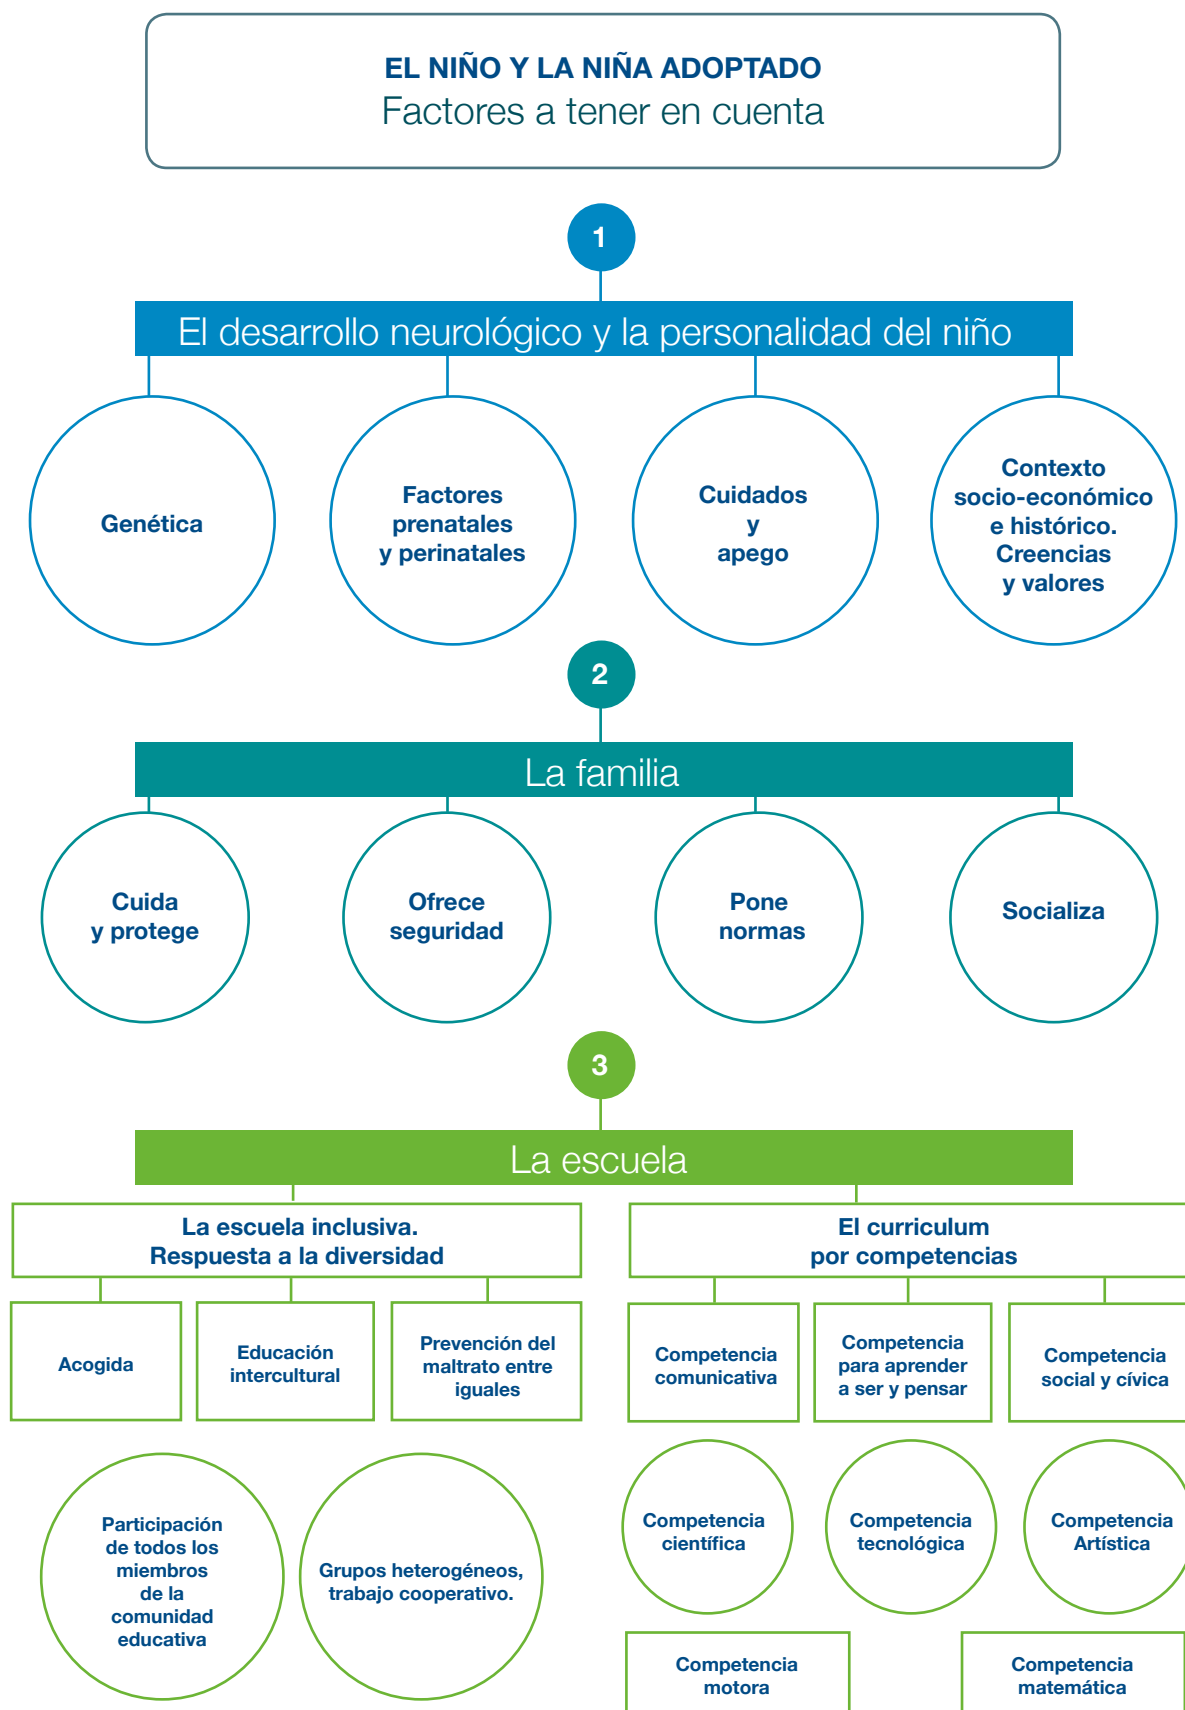 EL NIÑO Y LA NIÑA ADOPTADO
Factores a tener en cuenta
1
El desarrollo neurológico y la personalidad del niño
Genética
Factores
prenatales
y perinatales
Cuidados
y
apego
Contexto
socio-económico
e histórico.
Creencias
y valores
2
La familia
Cuida
y protege
Ofrece
seguridad
Pone
normas
Socializa
3
La escuela
La escuela inclusiva.
Respuesta a la diversidad
Acogida
Educación
intercultural
Prevención del
maltrato entre
iguales
Participación
de todos los
miembros
de la
comunidad
educativa
Grupos heterogéneos,
trabajo cooperativo.
El curriculum
por competencias
Competencia
comunicativa
Competencia
para aprender
a ser y pensar
Competencia
social y cívica
Competencia
científica
Competencia
tecnológica
Competencia
Artística
Competencia
motora
Competencia
matemática